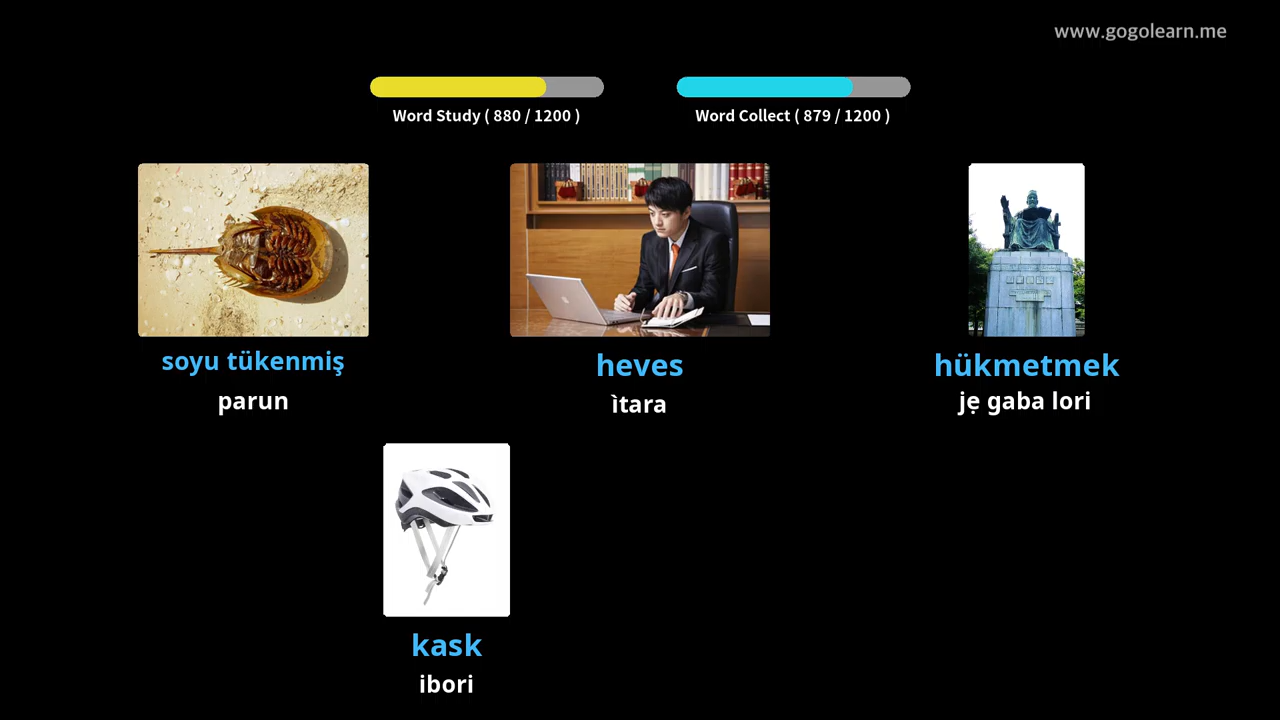 www.gogolearn.me
Word Study ( 880 / 1200 )
Word Collect ( 879 / 1200 )
soyu tükenmiş
parun
heves
ìtara
hükmetmek
jẹ gaba lori
kask
ibori